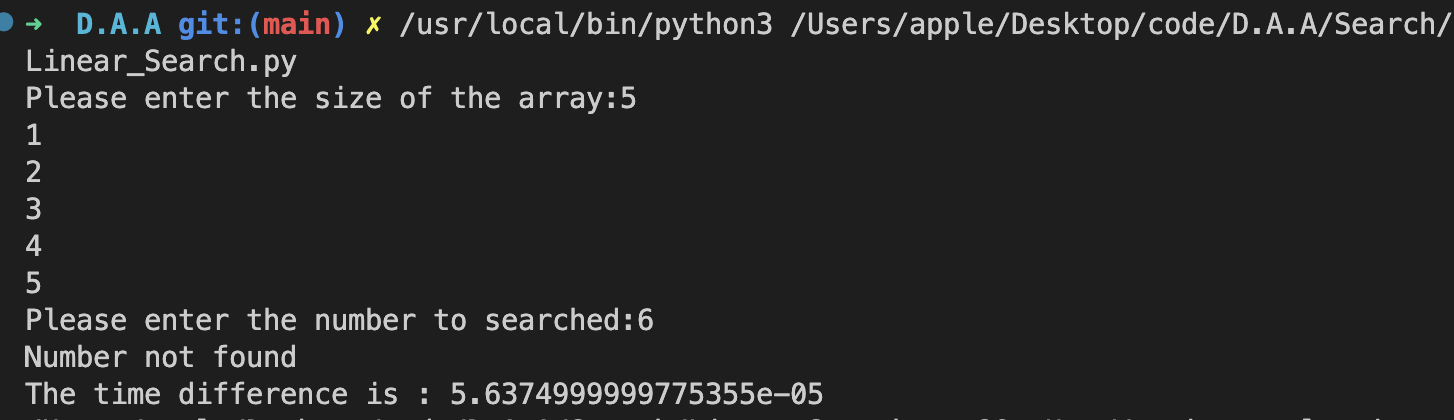 ➜ D.A.A git:(main) ✗ /usr/local/bin/python3 /Users/apple/Desktop/code/D.A.A/Search/
Linear_Search.py
Please enter the size of the array:5
1
2
3
4
5
Please enter the number to searched:6
Number not found
The time difference is : 5.6374999999775355e-05